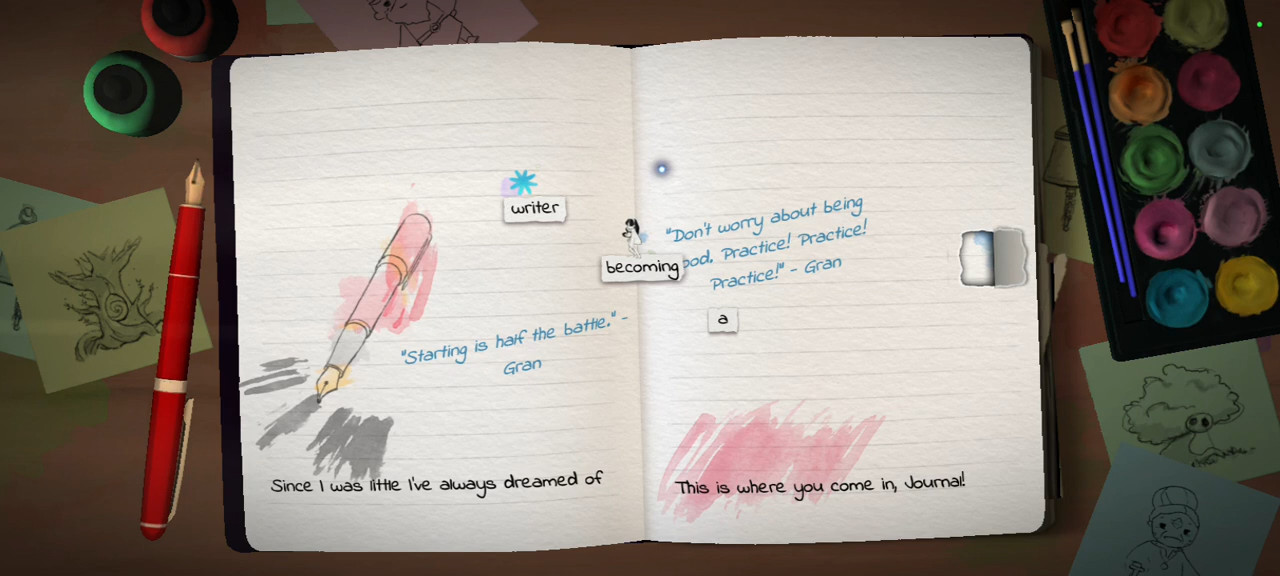 writer
becoming
"Don't worry about being
Practice! Practice!
Practice!" - Gran
a
"Starting is half the battle." -
Gran
Since I was little I've always dreamed of
This is where you come in, Journal!